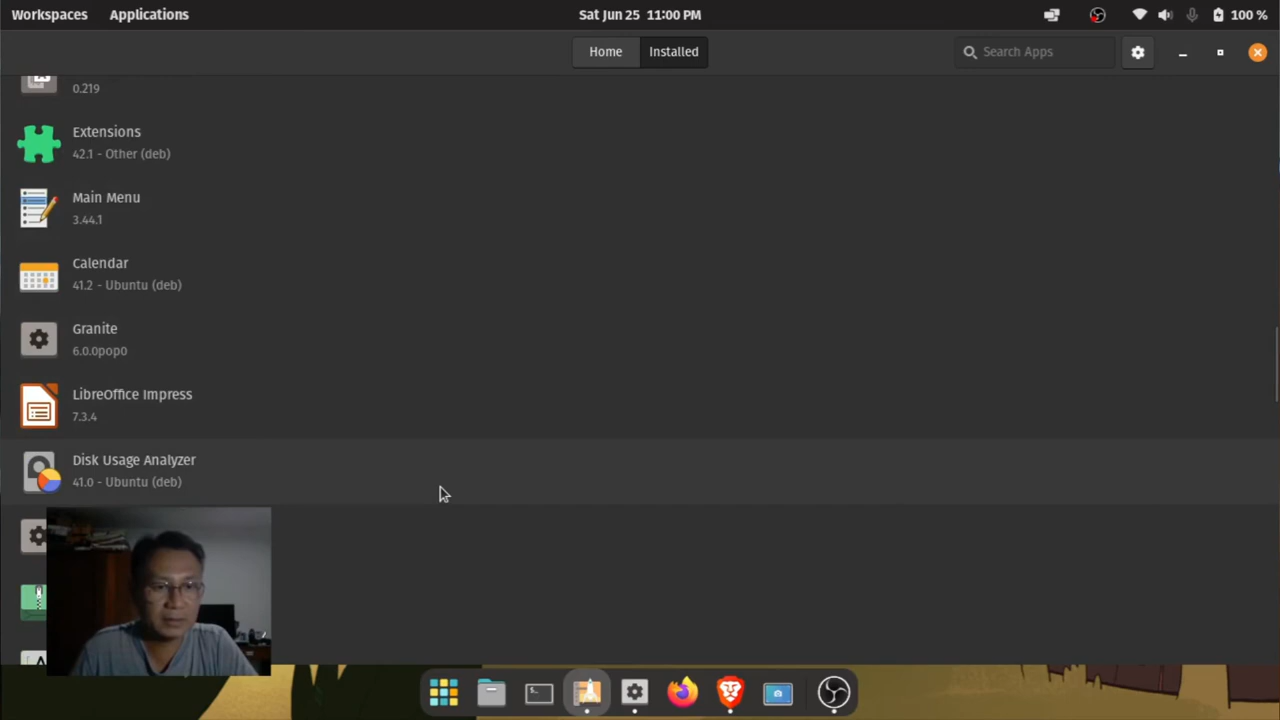 Workspaces Applications Sat Jun 25 11:00 PM 100 %
Home Installed Search Apps
0.219
Extensions
42.1 - Other (deb)
Main Menu
3.44.1
Calendar
41.2 - Ubuntu (deb)
Granite
6.0.0pop0
LibreOffice Impress
7.3.4
Disk Usage Analyzer
41.0 - Ubuntu (deb)